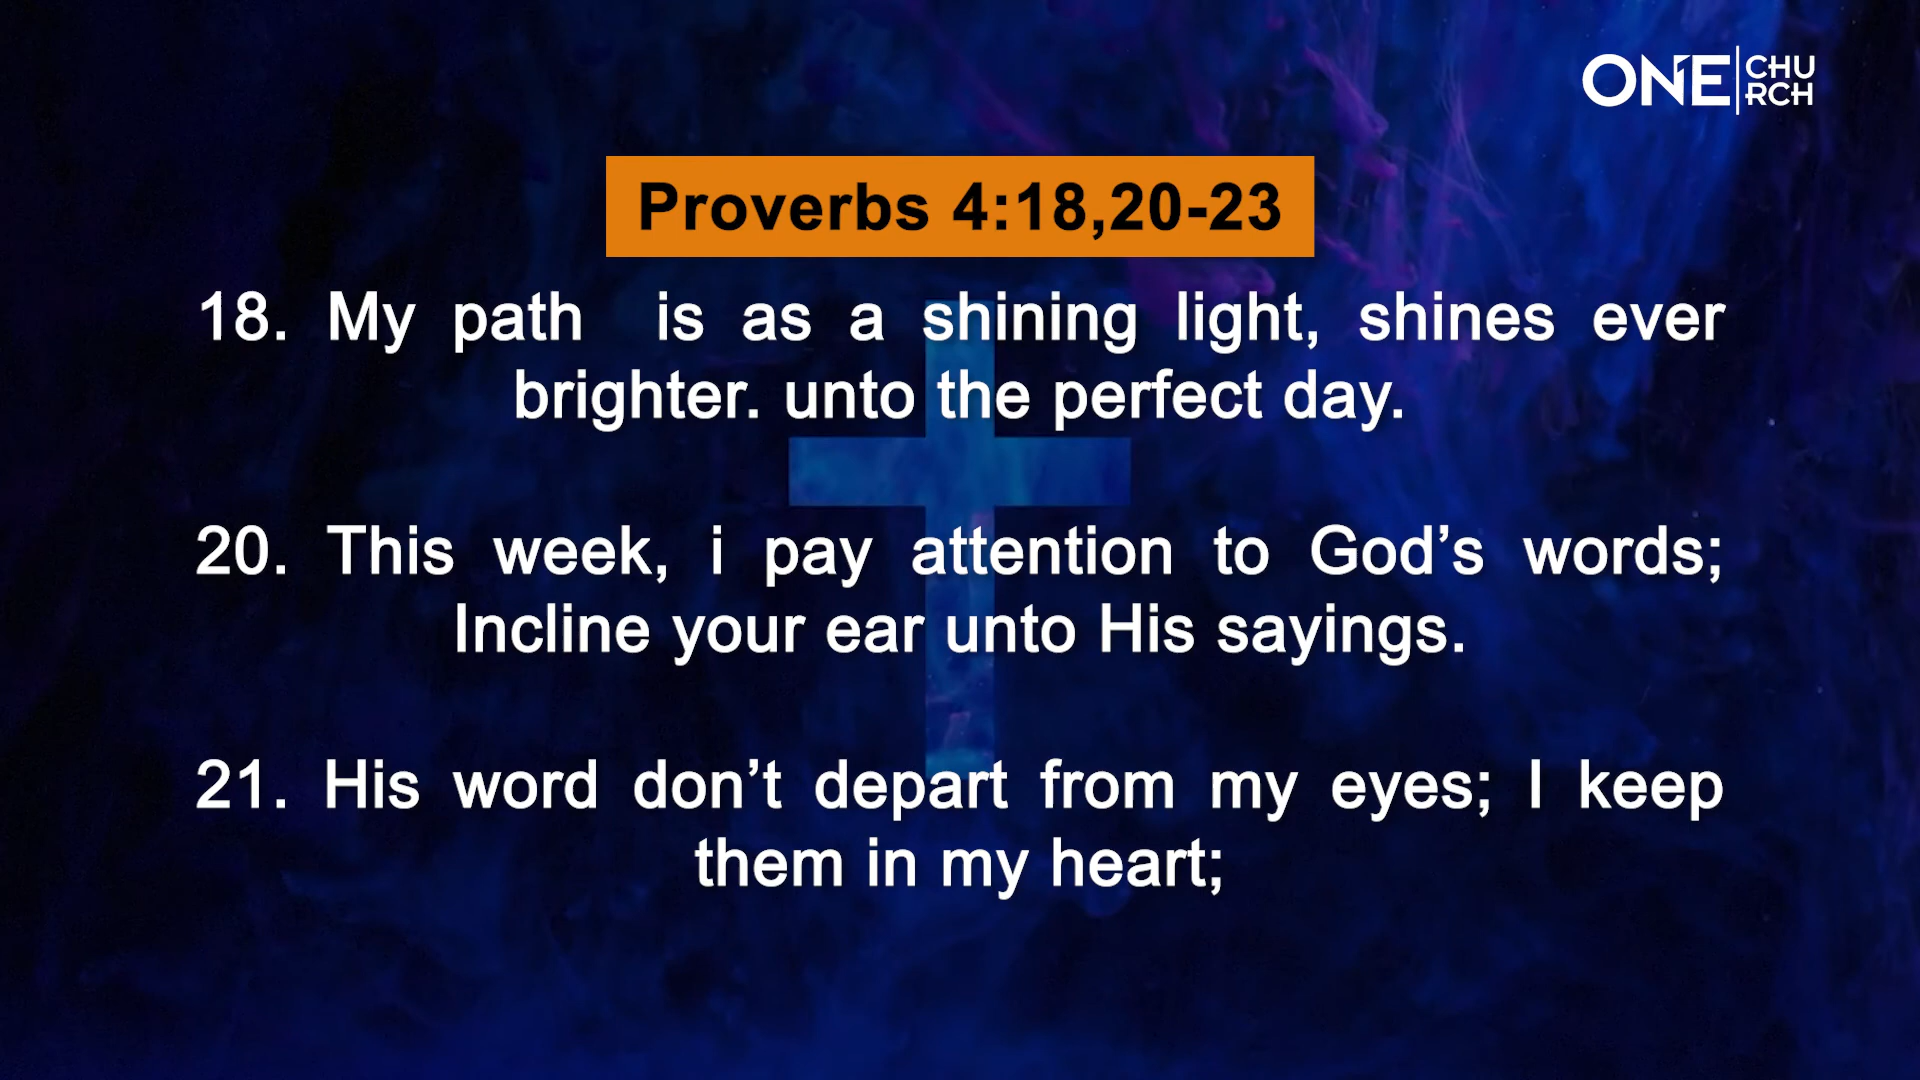 ONE CHU
RCH
Proverbs 4:18,20-23
18. My path is as a shining light, shines ever
brighter. unto the perfect day.
20. This week, i pay attention to God’s words;
Incline your ear unto His sayings.
21. His word don’t depart from my eyes; I keep
them in my heart;